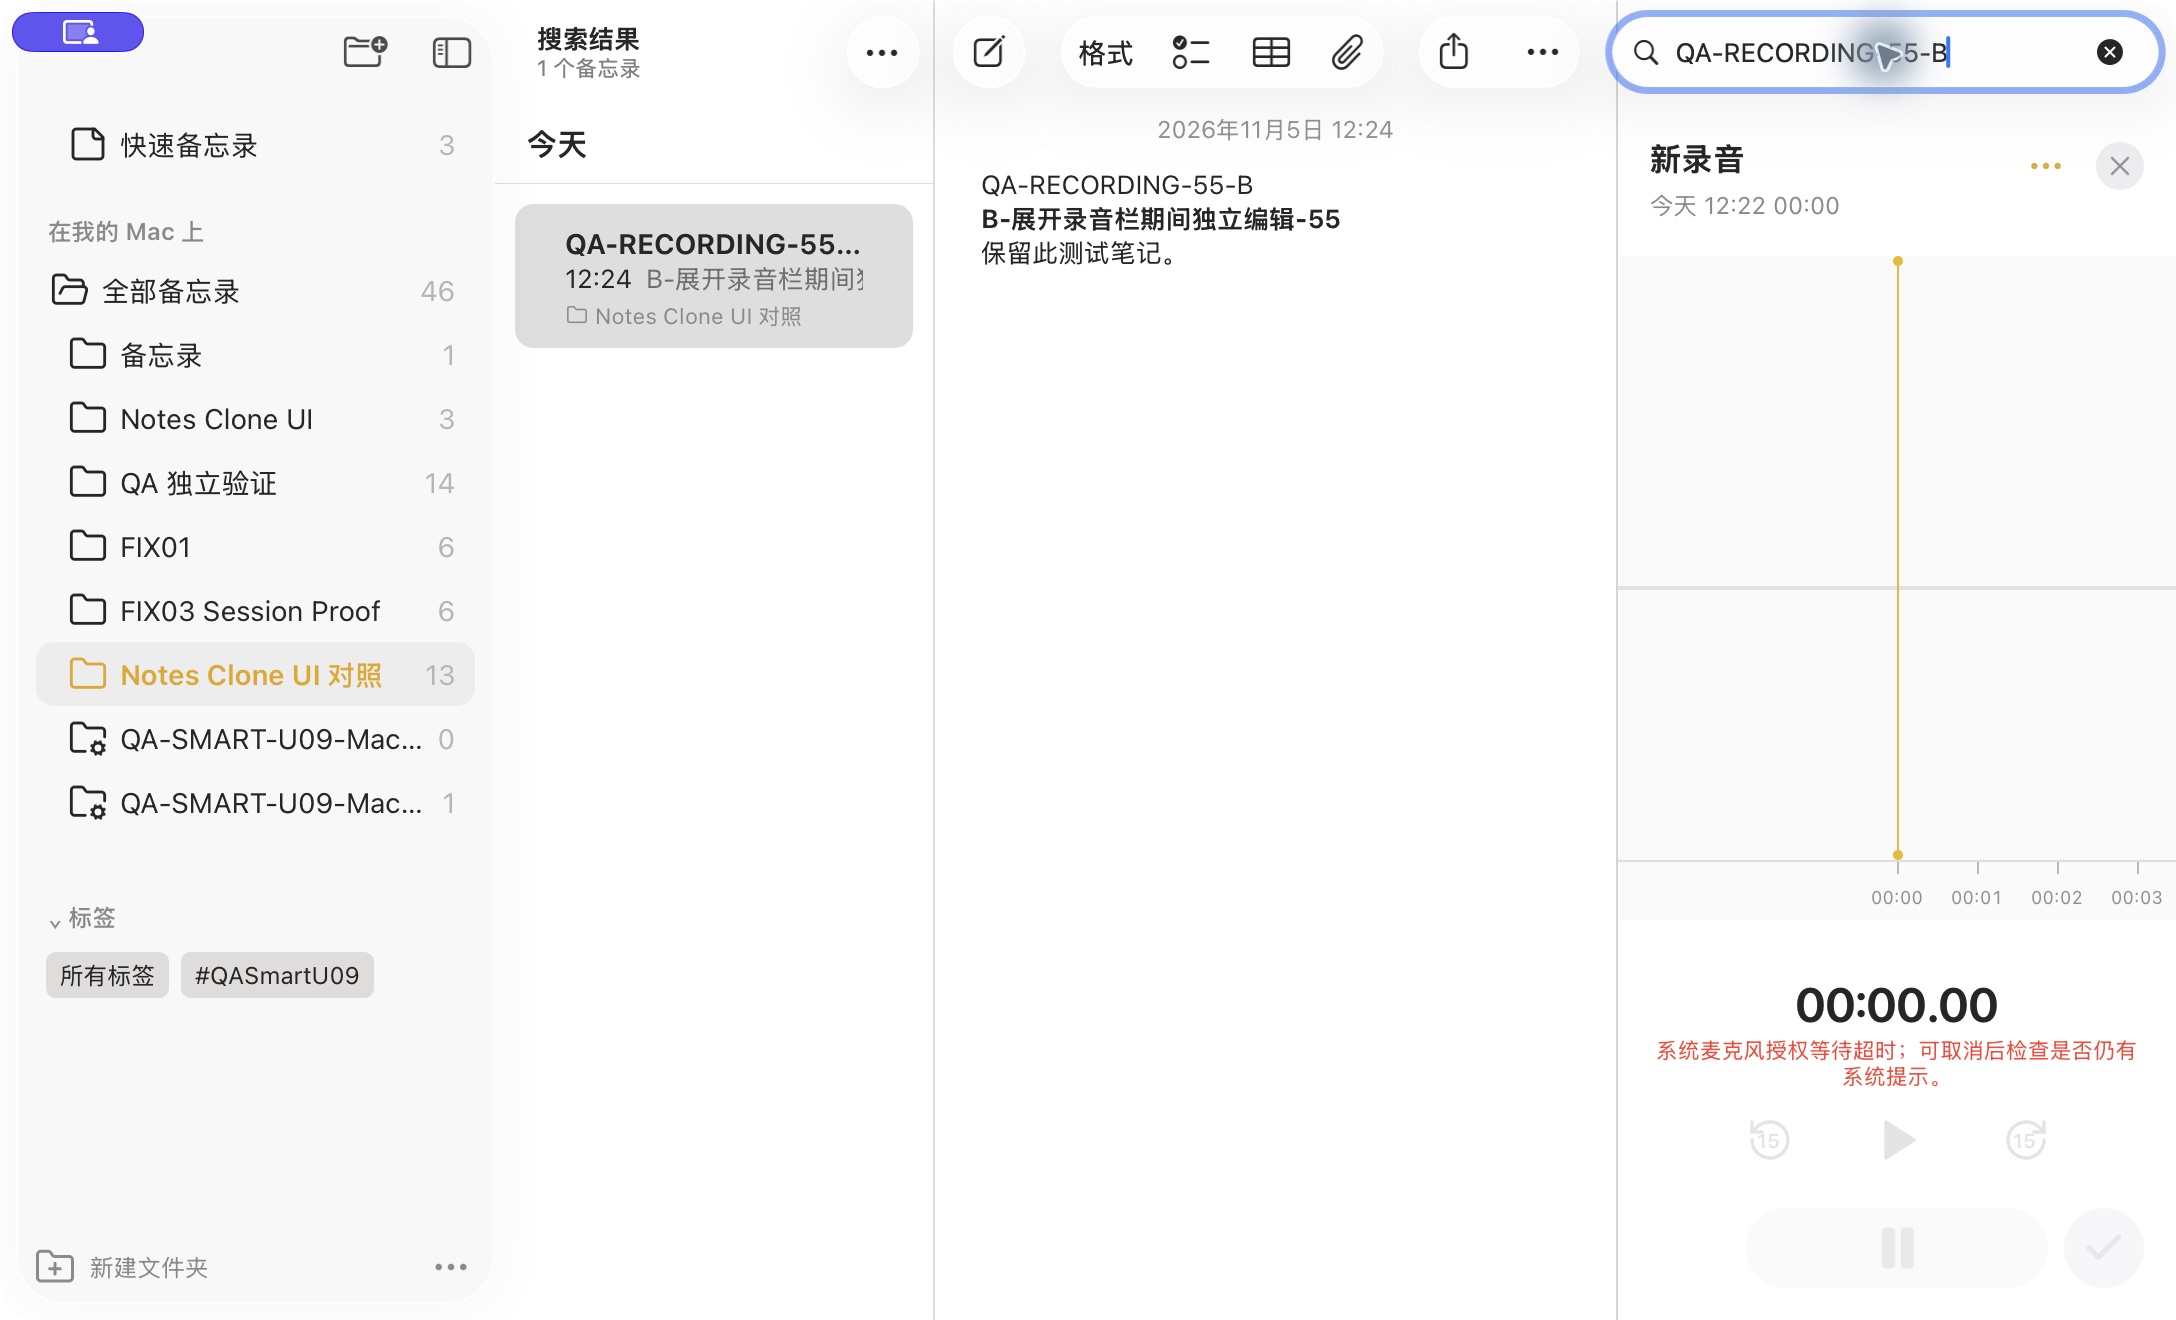 快速备忘录 3
在我的 Mac 上
全部备忘录 46
备忘录 1
Notes Clone UI 3
QA 独立验证 14
FIX01 6
FIX03 Session Proof 6
Notes Clone UI 对照 13
QA-SMART-U09-Mac... 0
QA-SMART-U09-Mac... 1
标签
所有标签 #QASmartU09
新建文件夹
搜索结果
1 个备忘录
今天
QA-RECORDING-55...
12:24 B-展开录音栏期间
Notes Clone UI 对照
格式
2026年11月5日 12:24
QA-RECORDING-55-B
B-展开录音栏期间独立编辑-55
保留此测试笔记。
QA-RECORDING-55-B
新录音
今天 12:22 00:00
00:00 00:01 00:02 00:03
00:00.00
系统麦克风授权等待超时；可取消后检查是否仍有
系统提示。
15 15